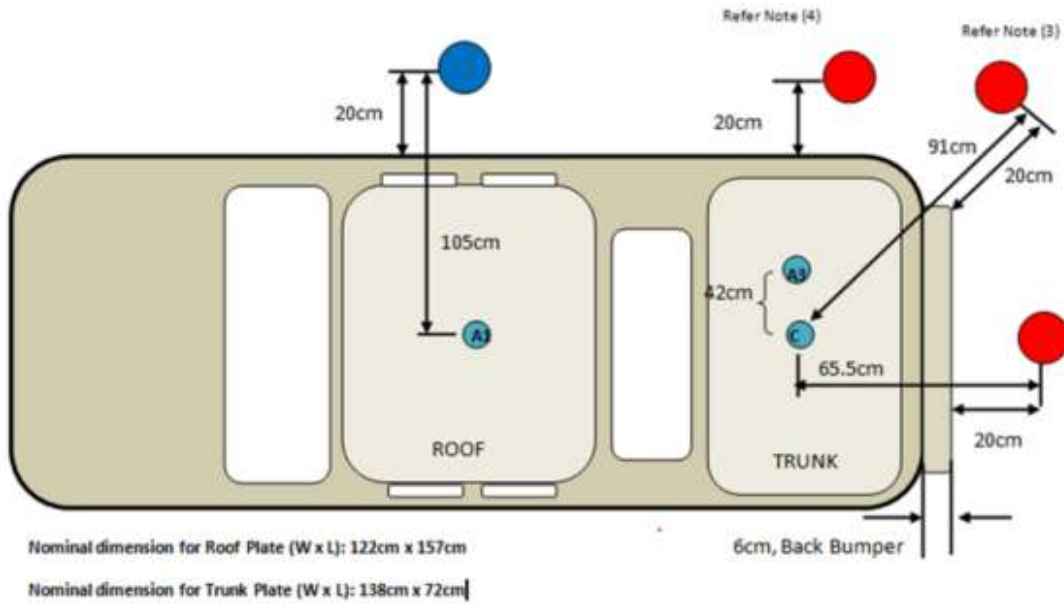 Refer Note (4)
Refer Note (3)
20cm
20cm
91cm
20cm
105cm
A3
42cm
A1
C
65.5cm
20cm
ROOF
TRUNK
6cm, Back Bumper
Nominal dimension for Roof Plate (W x L): 122cm x 157cm
Nominal dimension for Trunk Plate (W x L): 138cm x 72cm